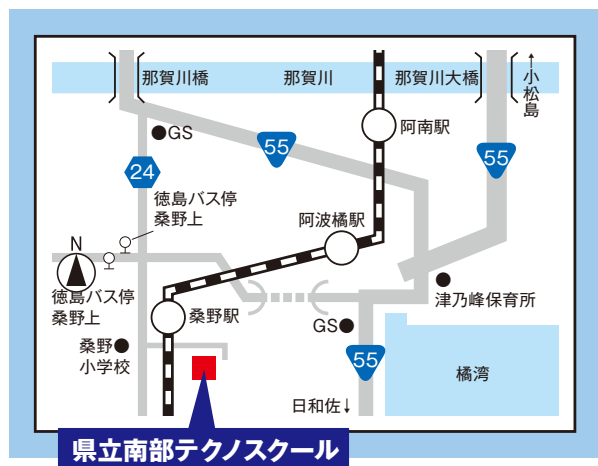 那賀川橋
那賀川
那賀川大橋
↑小松島
GS
55
阿南駅
55
24
徳島バス停
桑野上
阿波橘駅
N
徳島バス停
桑野上
津乃峰保育所
桑野駅
GS
桑野
小学校
55
橘湾
日和佐↓
県立南部テクノスクール